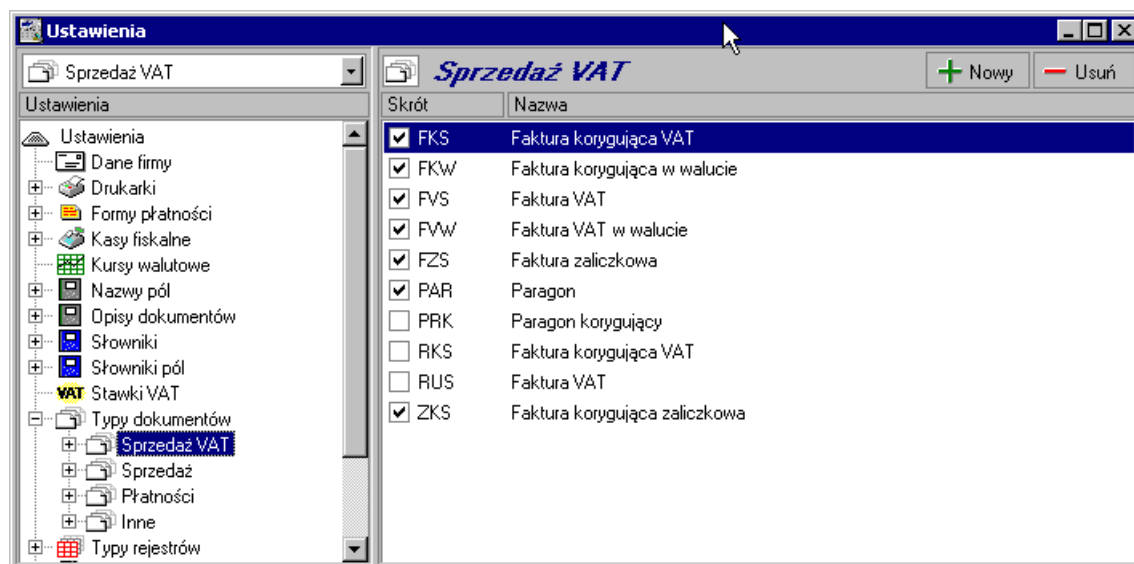 Ustawienia
Sprzedaż VAT
Sprzedaż VAT
Nowy
Usuń
Ustawienia
Skrót Nazwa
Ustawienia
Dane firmy
Drukarki
Formy płatności
Kasy fiskalne
Kursy walutowe
Nazwy pól
Opisy dokumentów
Słowniki
Słowniki pól
VAT Stawki VAT
Typy dokumentów
Sprzedaż VAT
Sprzedaż
Płatności
Inne
Typy rejestrów
FKS Faktura korygująca VAT
FKW Faktura korygująca w walucie
FVS Faktura VAT
FVW Faktura VAT w walucie
FZS Faktura zaliczkowa
PAR Paragon
PRK Paragon korygujący
RKS Faktura korygująca VAT
RUS Faktura VAT
ZKS Faktura korygująca zaliczkowa